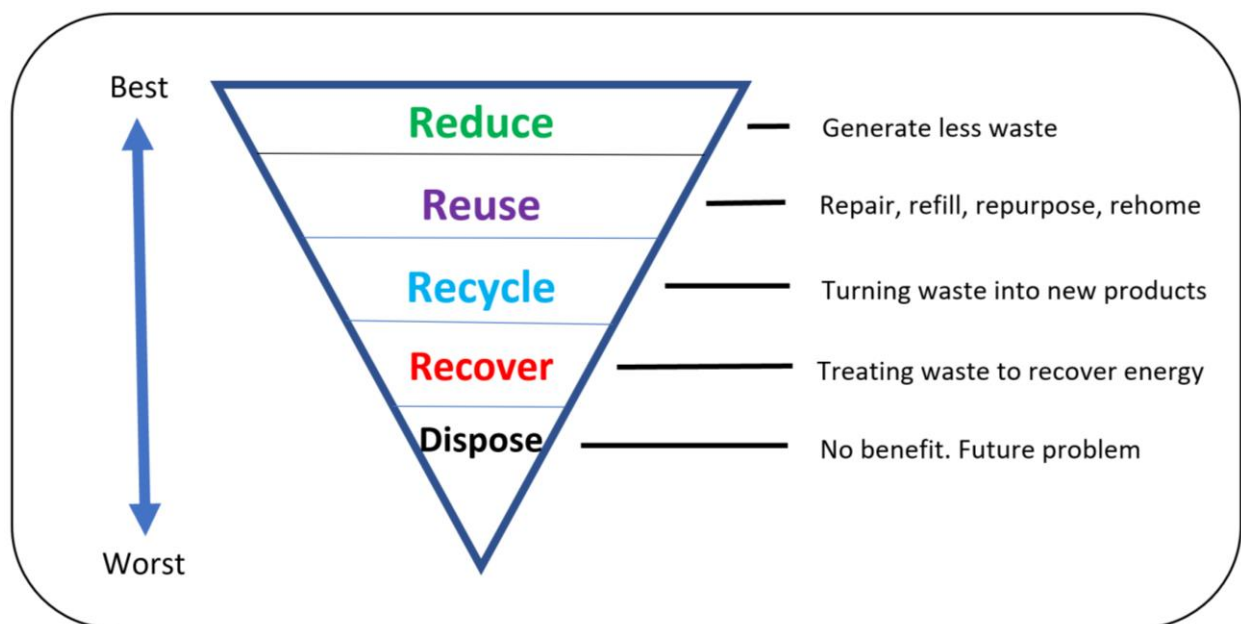 Best
Reduce
Generate less waste
Reuse
Repair, refill, repurpose, rehome
Recycle
Turning waste into new products
Recover
Treating waste to recover energy
Dispose
No benefit. Future problem
Worst